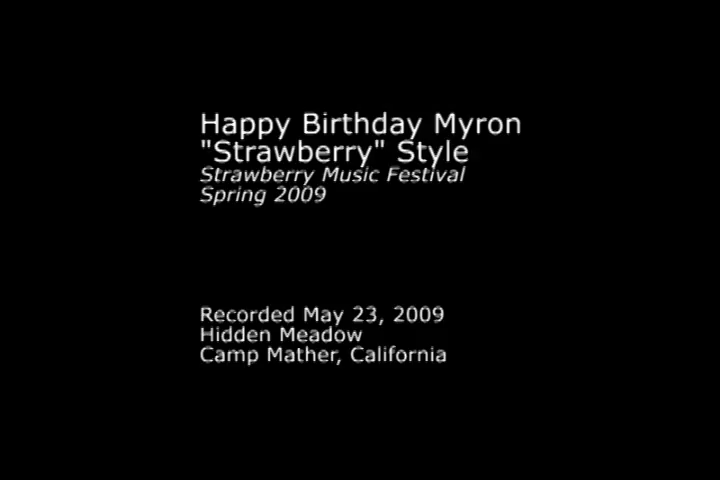 Happy Birthday Myron
"Strawberry" Style
Strawberry Music Festival
Spring 2009
Recorded May 23, 2009
Hidden Meadow
Camp Mather, California